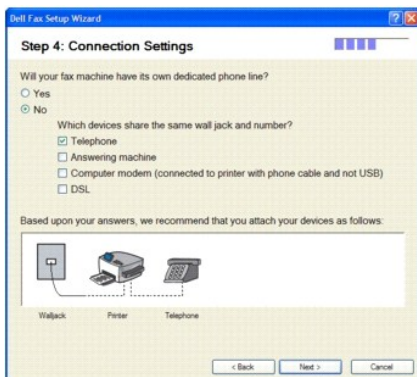 Dell Fax Setup Wizard
Step 4: Connection Settings
Will your fax machine have its own dedicated phone line?
Yes
No
Which devices share the same wall jack and number?
Telephone
Answering machine
Computer modem (connected to printer with phone cable and not USB)
DSL
Based upon your answers, we recommend that you attach your devices as follows:
Walljack Printer Telephone
< Back Next > Cancel